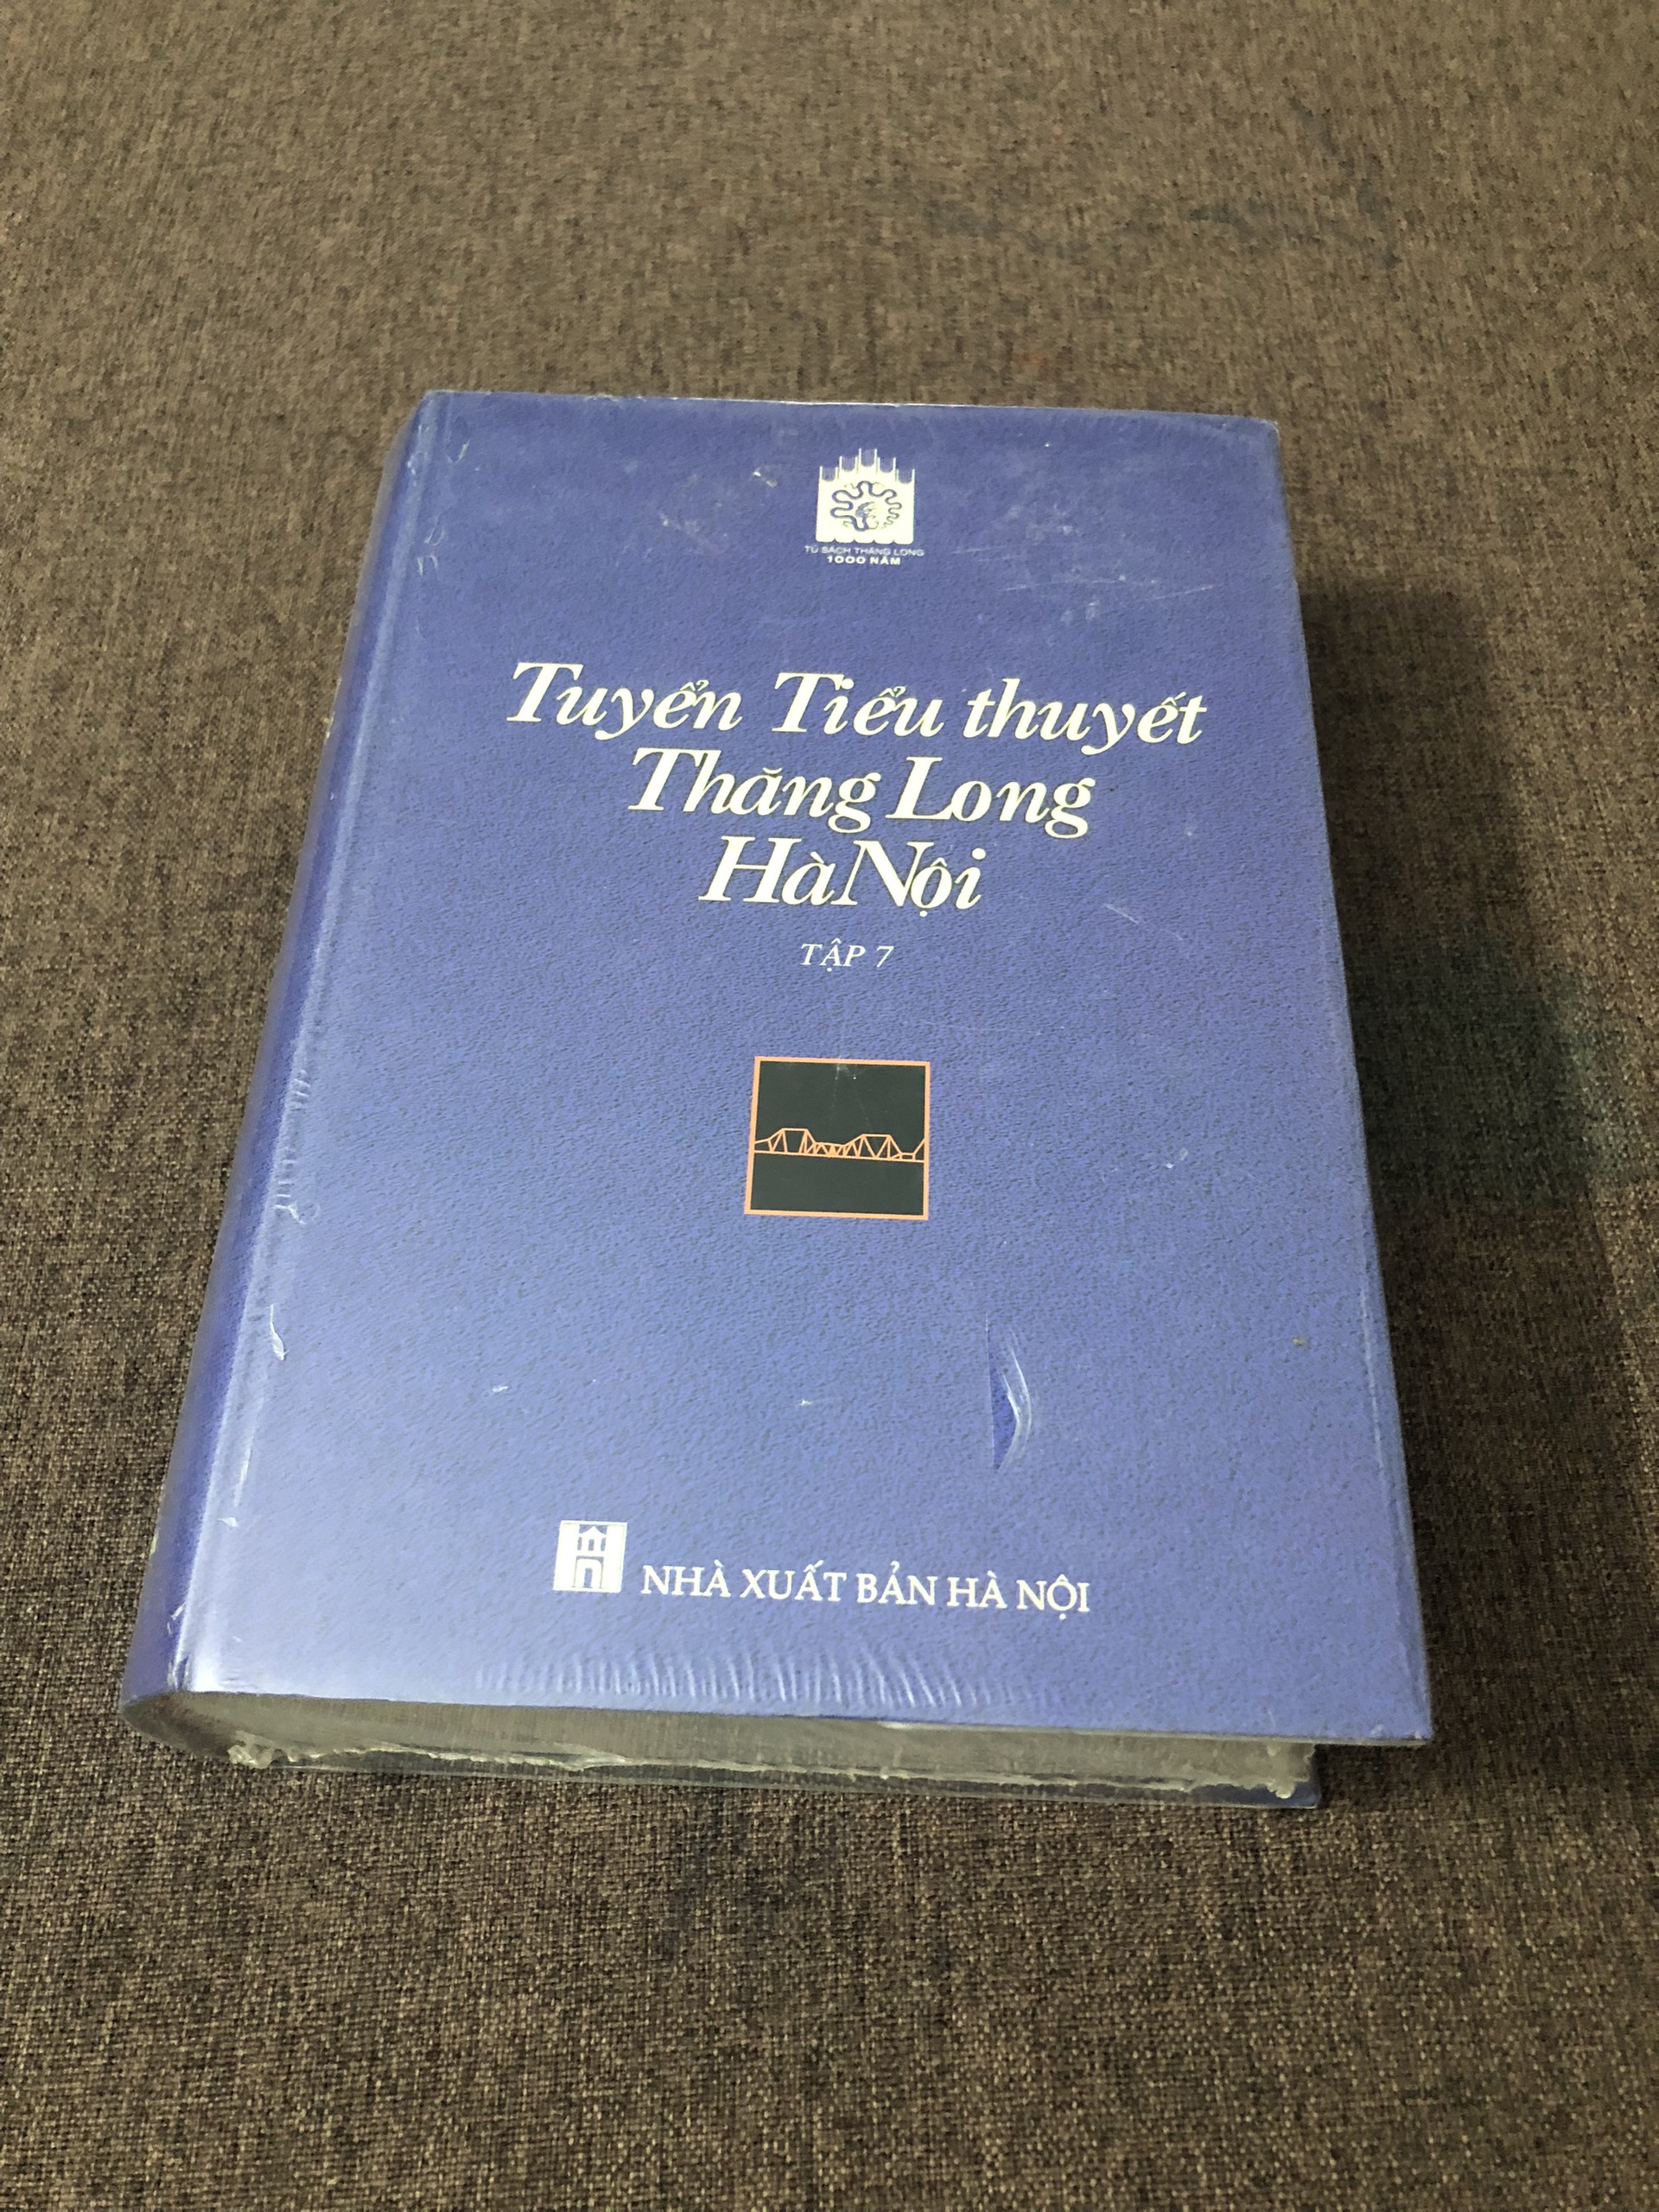 TỦ SÁCH THĂNG LONG
1000 NĂM
Tuyển Tiểu thuyết
Thăng Long
Hà Nội
TẬP 7
NHÀ XUẤT BẢN HÀ NỘI